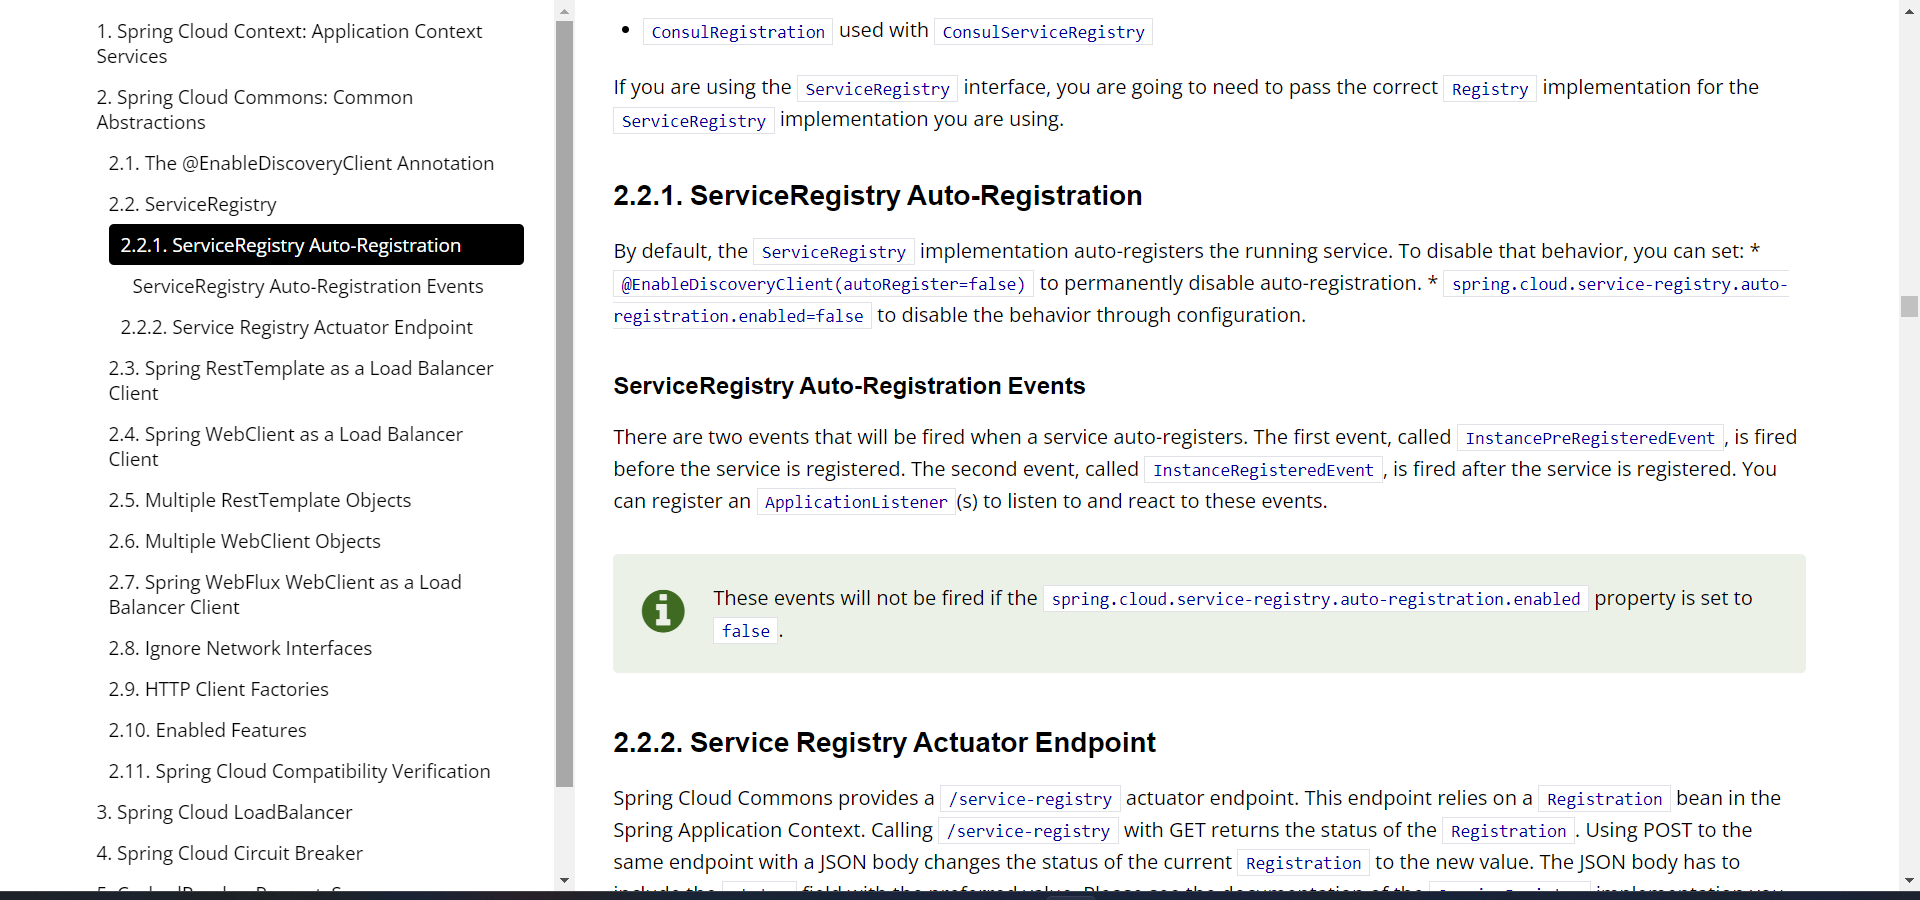 1. Spring Cloud Context: Application Context
Services
2. Spring Cloud Commons: Common
Abstractions
2.1. The @EnableDiscoveryClient Annotation
2.2. ServiceRegistry
2.2.1. ServiceRegistry Auto-Registration
ServiceRegistry Auto-Registration Events
2.2.2. Service Registry Actuator Endpoint
2.3. Spring RestTemplate as a Load Balancer
Client
2.4. Spring WebClient as a Load Balancer
Client
2.5. Multiple RestTemplate Objects
2.6. Multiple WebClient Objects
2.7. Spring WebFlux WebClient as a Load
Balancer Client
2.8. Ignore Network Interfaces
2.9. HTTP Client Factories
2.10. Enabled Features
2.11. Spring Cloud Compatibility Verification
3. Spring Cloud LoadBalancer
4. Spring Cloud Circuit Breaker
• ConsulRegistration used with ConsulServiceRegistry
If you are using the ServiceRegistry interface, you are going to need to pass the correct Registry implementation for the
ServiceRegistry implementation you are using.
2.2.1. ServiceRegistry Auto-Registration
By default, the ServiceRegistry implementation auto-registers the running service. To disable that behavior, you can set: *
@EnableDiscoveryClient(autoRegister=false) to permanently disable auto-registration. * spring.cloud.service-registry.auto-
registration.enabled=false to disable the behavior through configuration.
ServiceRegistry Auto-Registration Events
There are two events that will be fired when a service auto-registers. The first event, called InstancePreRegisteredEvent, is fired
before the service is registered. The second event, called InstanceRegisteredEvent, is fired after the service is registered. You
can register an ApplicationListener(s) to listen to and react to these events.
These events will not be fired if the spring.cloud.service-registry.auto-registration.enabled property is set to
false.
2.2.2. Service Registry Actuator Endpoint
Spring Cloud Commons provides a /service-registry actuator endpoint. This endpoint relies on a Registration bean in the
Spring Application Context. Calling /service-registry with GET returns the status of the Registration. Using POST to the
same endpoint with a JSON body changes the status of the current Registration to the new value. The JSON body has to